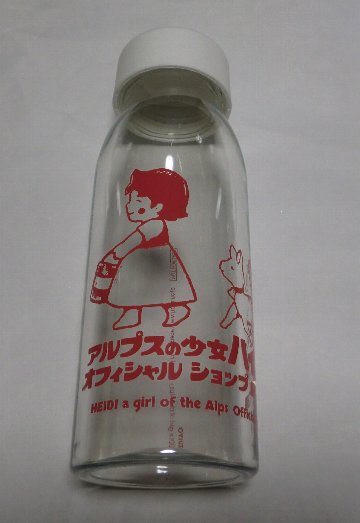 アルプスの少女ハ
オフィシャル ショップ
HEIDI a girl of the Alps Offici